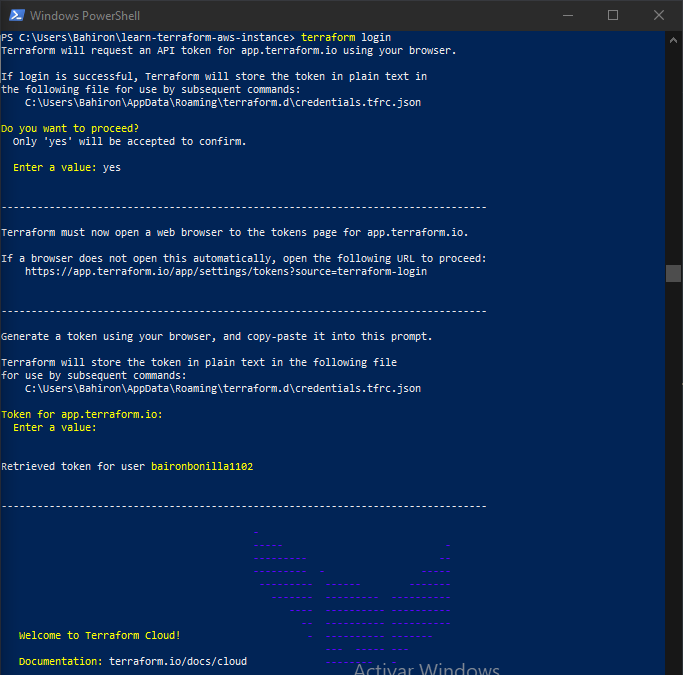 Windows PowerShell
PS C:\Users\Bahiron\learn-terraform-aws-instance> terraform login
Terraform will request an API token for app.terraform.io using your browser.
If login is successful, Terraform will store the token in plain text in
the following file for use by subsequent commands:
C:\Users\Bahiron\AppData\Roaming\terraform.d\credentials.tfrc.json
Do you want to proceed?
Only 'yes' will be accepted to confirm.
Enter a value: yes
---------------------------------------------------------------------------------
Terraform must now open a web browser to the tokens page for app.terraform.io.
If a browser does not open this automatically, open the following URL to proceed:
https://app.terraform.io/app/settings/tokens?source=terraform-login
---------------------------------------------------------------------------------
Generate a token using your browser, and copy-paste it into this prompt.
Terraform will store the token in plain text in the following file
for use by subsequent commands:
C:\Users\Bahiron\AppData\Roaming\terraform.d\credentials.tfrc.json
Token for app.terraform.io:
Enter a value:
Retrieved token for user baironbonilla1102
---------------------------------------------------------------------------------
Welcome to Terraform Cloud!
Documentation: terraform.io/docs/cloud
Activar Windows